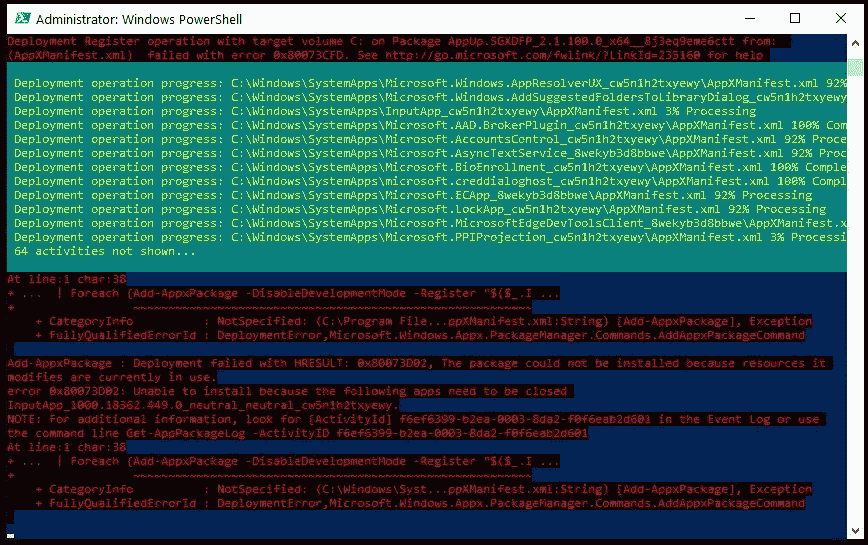 Administrator: Windows PowerShell
Deployment Register operation with target volume C: on Package AppUp.SGXDFP_2.1.100.0_x64__8j3eq9eme6ctt from:
(AppXManifest.xml)  failed with error 0x80073CFD. See http://go.microsoft.com/fwlink/?LinkId=235160 for help
Deployment operation progress: C:\Windows\SystemApps\Microsoft.Windows.AppResolverUX_cw5n1h2txyewy\AppXManifest.xml 92%
Deployment operation progress: C:\Windows\SystemApps\Microsoft.Windows.AddSuggestedFoldersToLibraryDialog_cw5n1h2txyewy
Deployment operation progress: C:\Windows\SystemApps\InputApp_cw5n1h2txyewy\AppXManifest.xml 3% Processing
Deployment operation progress: C:\Windows\SystemApps\Microsoft.AAD.BrokerPlugin_cw5n1h2txyewy\AppXManifest.xml 100% Com
Deployment operation progress: C:\Windows\SystemApps\Microsoft.AccountsControl_cw5n1h2txyewy\AppXManifest.xml 92% Proce
Deployment operation progress: C:\Windows\SystemApps\Microsoft.AsyncTextService_8wekyb3d8bbwe\AppXManifest.xml 92% Proc
Deployment operation progress: C:\Windows\SystemApps\Microsoft.BioEnrollment_cw5n1h2txyewy\AppXManifest.xml 100% Comple
Deployment operation progress: C:\Windows\SystemApps\microsoft.creddialoghost_cw5n1h2txyewy\AppXManifest.xml 100% Compl
Deployment operation progress: C:\Windows\SystemApps\Microsoft.ECApp_8wekyb3d8bbwe\AppXManifest.xml 92% Processing
Deployment operation progress: C:\Windows\SystemApps\Microsoft.LockApp_cw5n1h2txyewy\AppXManifest.xml 92% Processing
Deployment operation progress: C:\Windows\SystemApps\Microsoft.MicrosoftEdgeDevToolsClient_8wekyb3d8bbwe\AppXManifest.x
Deployment operation progress: C:\Windows\SystemApps\Microsoft.PPIProjection_cw5n1h2txyewy\AppXManifest.xml 3% Processi
64 activities not shown...
At line:1 char:38
+ ...  | Foreach {Add-AppxPackage -DisableDevelopmentMode -Register "$($_.I ...
+                 ~~~~~~~~~~~~~~~~~~~~~~~~~~~~~~~~~~~~~~~~~~~~~~~~~~~~~~~~~
    + CategoryInfo          : NotSpecified: (C:\Program File...ppXManifest.xml:String) [Add-AppxPackage], Exception
    + FullyQualifiedErrorId : DeploymentError,Microsoft.Windows.Appx.PackageManager.Commands.AddAppxPackageCommand
Add-AppxPackage : Deployment failed with HRESULT: 0x80073D02, The package could not be installed because resources it
modifies are currently in use.
error 0x80073D02: Unable to install because the following apps need to be closed
InputApp_1000.18362.449.0_neutral_neutral_cw5n1h2txyewy.
NOTE: For additional information, look for [ActivityId] f6ef6399-b2ea-0003-8da2-f0f6eab2d601 in the Event Log or use
the command line Get-AppPackageLog -ActivityID f6ef6399-b2ea-0003-8da2-f0f6eab2d601
At line:1 char:38
+ ...  | Foreach {Add-AppxPackage -DisableDevelopmentMode -Register "$($_.I ...
+                 ~~~~~~~~~~~~~~~~~~~~~~~~~~~~~~~~~~~~~~~~~~~~~~~~~~~~~~~~~
    + CategoryInfo          : NotSpecified: (C:\Windows\Syst...ppXManifest.xml:String) [Add-AppxPackage], Exception
    + FullyQualifiedErrorId : DeploymentError,Microsoft.Windows.Appx.PackageManager.Commands.AddAppxPackageCommand